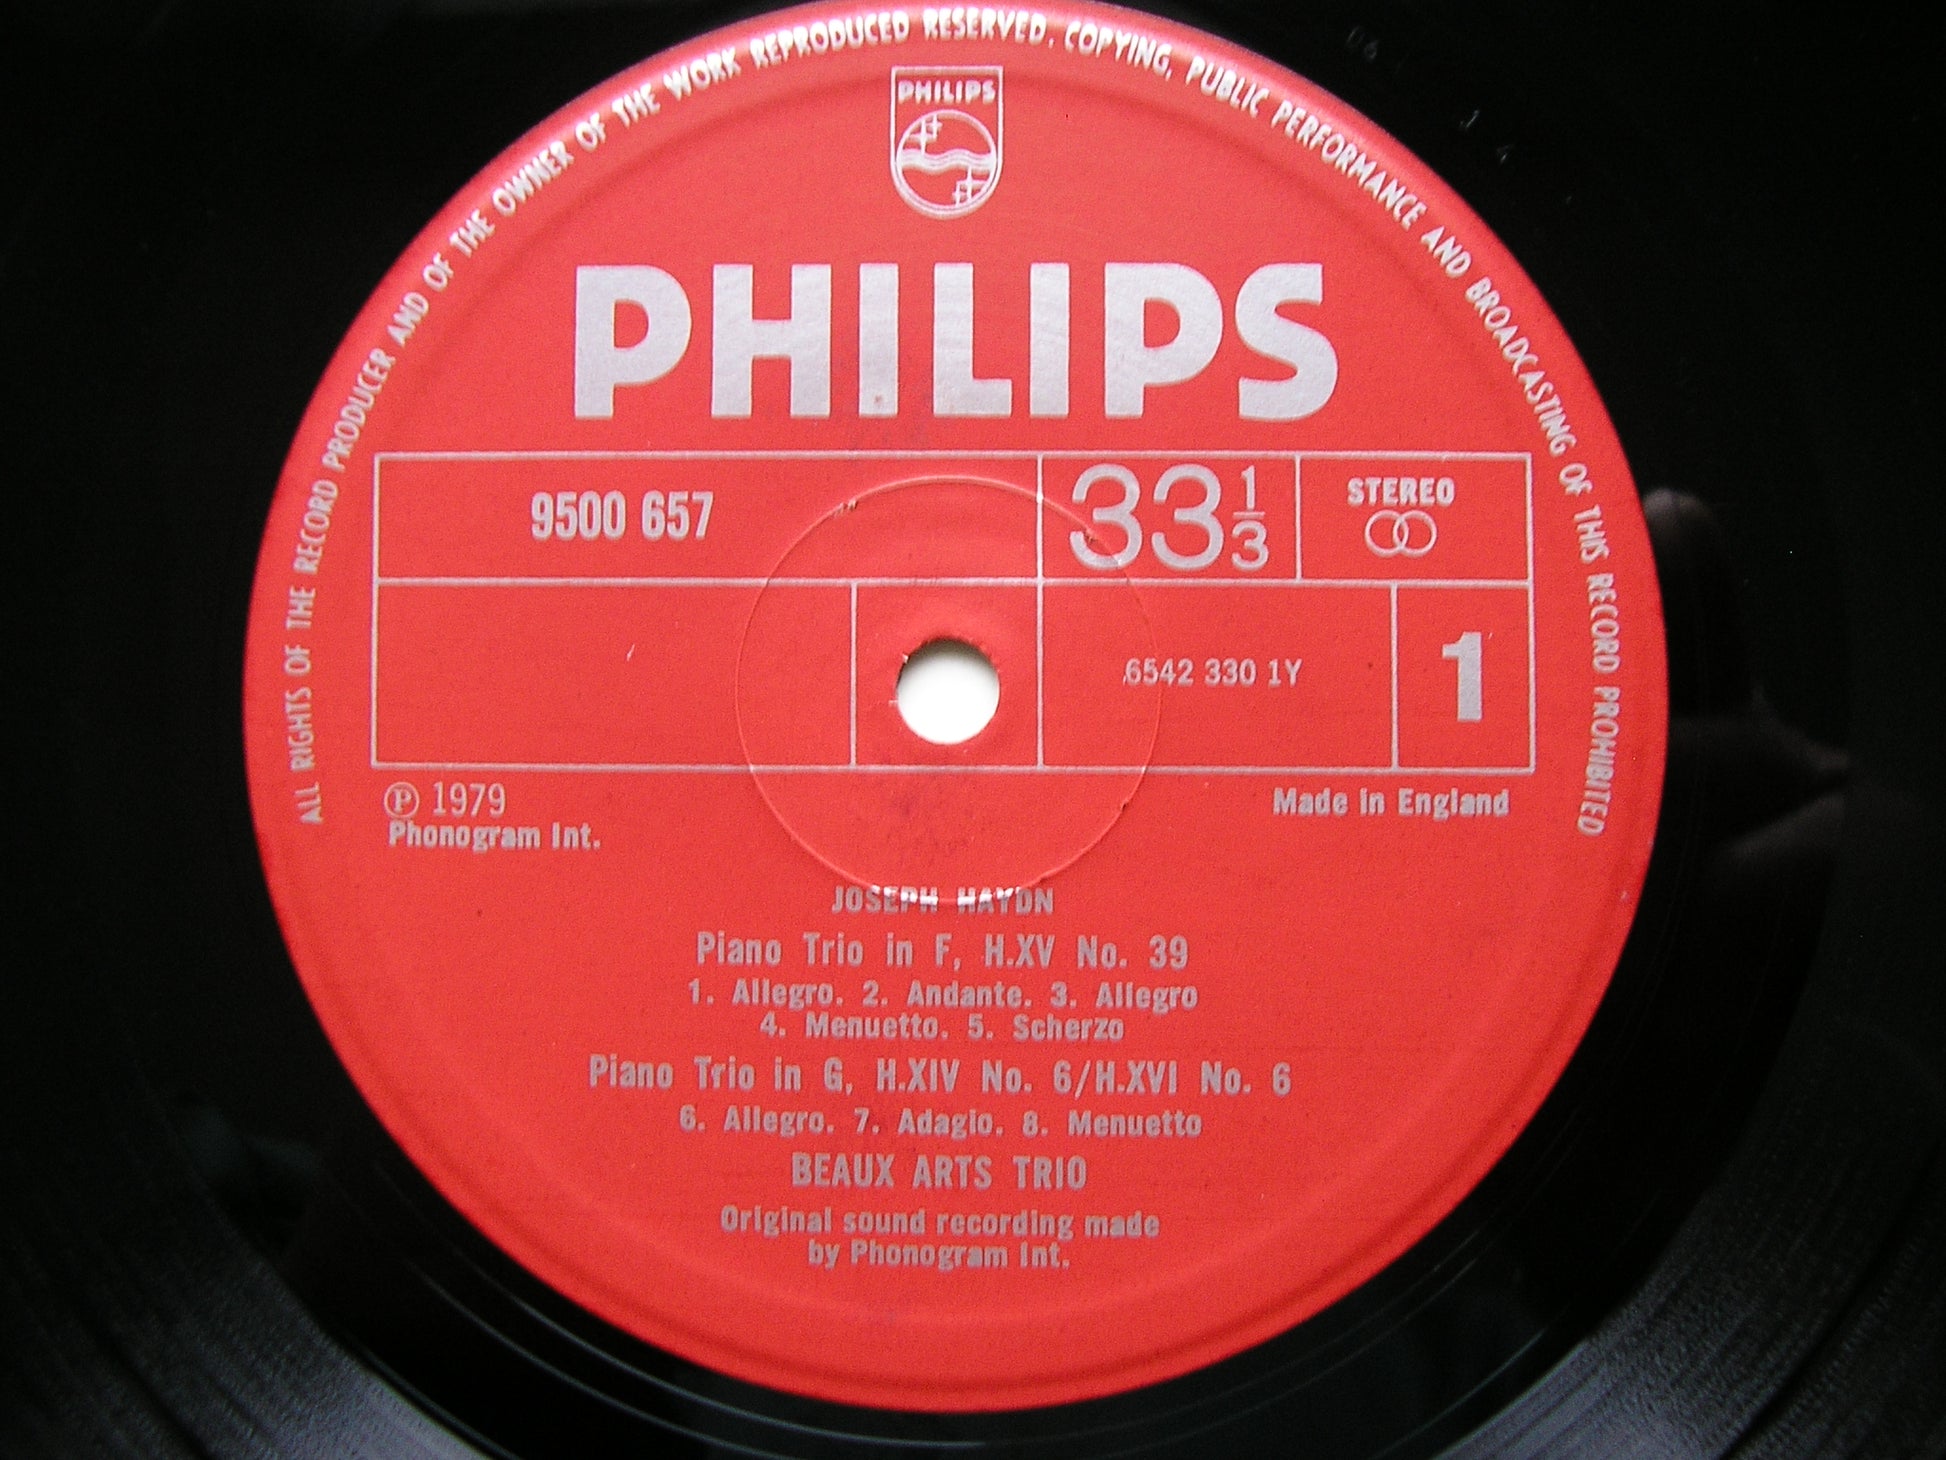 ALL RIGHTS OF THE RECORD PRODUCER AND OF THE OWNER OF THE WORK REPRODUCED RESERVED. COPYING, PUBLIC PERFORMANCE AND BROADCASTING OF THIS RECORD PROHIBITED
PHILIPS
PHILIPS
9500 657
33 1/3
STEREO
6542 330 1Y
1
℗ 1979
Phonogram Int.
Made in England
JOSEPH HAYDN
Piano Trio in F, H.XV No. 39
1. Allegro. 2. Andante. 3. Allegro
4. Menuetto. 5. Scherzo
Piano Trio in G, H.XIV No. 6/H.XVI No. 6
6. Allegro. 7. Adagio. 8. Menuetto
BEAUX ARTS TRIO
Original sound recording made
by Phonogram Int.